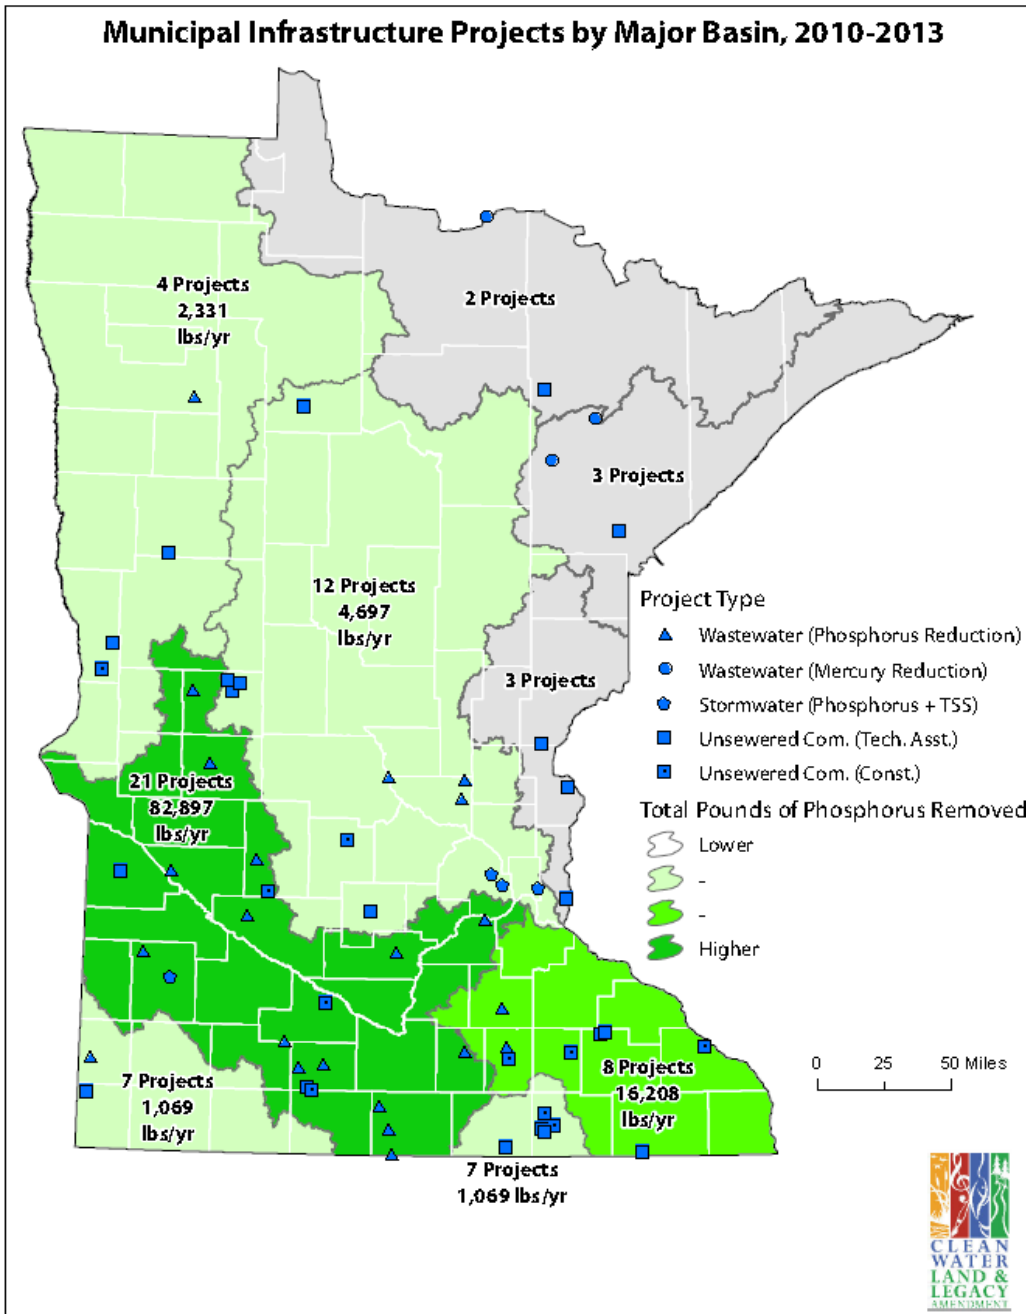 Municipal Infrastructure Projects by Major Basin, 2010-2013
4 Projects
2,331
lbs/yr
2 Projects
3 Projects
12 Projects
4,697
lbs/yr
3 Projects
21 Projects
82,897
lbs/yr
7 Projects
1,069
lbs/yr
8 Projects
16,208
lbs/yr
7 Projects
1,069 lbs/yr
Project Type
Wastewater (Phosphorus Reduction)
Wastewater (Mercury Reduction)
Stormwater (Phosphorus + TSS)
Unsewered Com. (Tech. Asst.)
Unsewered Com. (Const.)
Total Pounds of Phosphorus Removed
Lower
-
-
Higher
0 25 50 Miles
CLEAN
WATER
LAND &
LEGACY
AMENDMENT